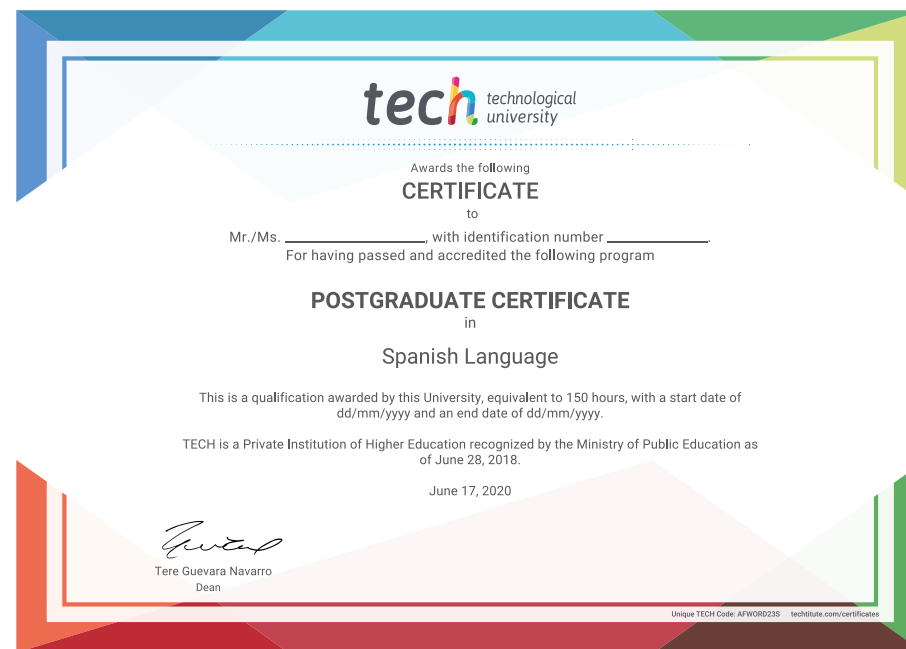 tech technological
university
Awards the following
CERTIFICATE
to
Mr./Ms. ____________________, with identification number ______________.
For having passed and accredited the following program
POSTGRADUATE CERTIFICATE
in
Spanish Language
This is a qualification awarded by this University, equivalent to 150 hours, with a start date of
dd/mm/yyyy and an end date of dd/mm/yyyy.
TECH is a Private Institution of Higher Education recognized by the Ministry of Public Education as
of June 28, 2018.
June 17, 2020
Tere Guevara Navarro
Dean
Unique TECH Code: AFWORD23S techtitute.com/certificates